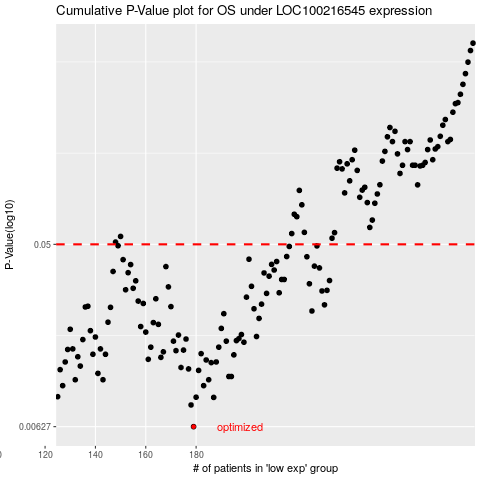 Cumulative P-Value plot for OS under LOC100216545 expression
P-Value(log10)
0.05
0.00627
optimized
0 120 140 160 180
# of patients in 'low exp' group